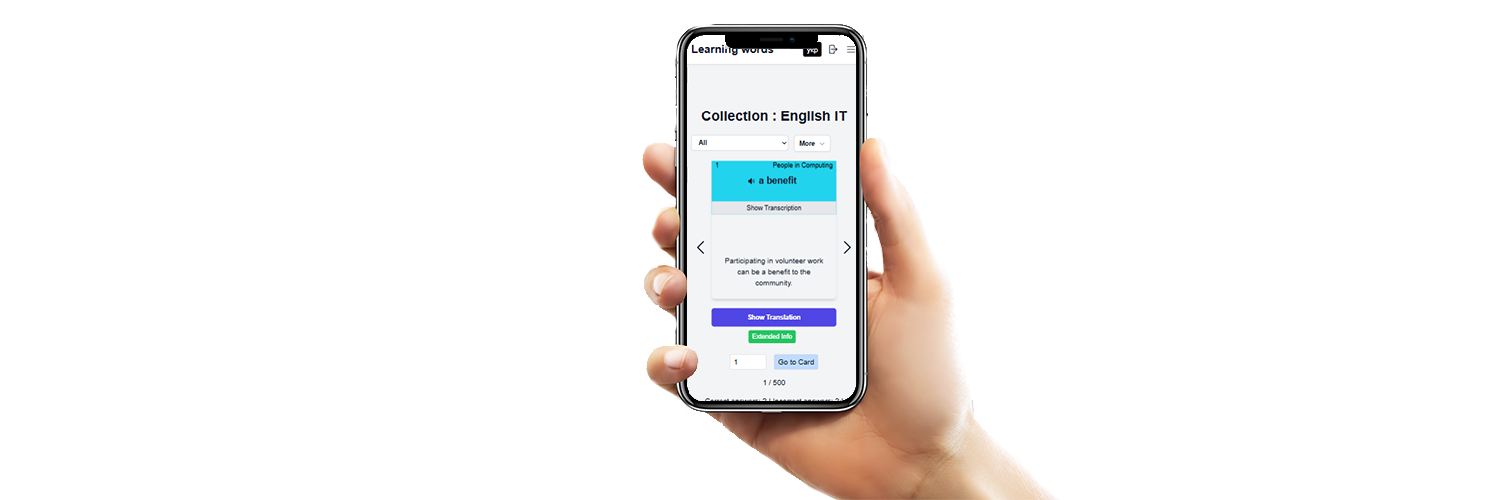 Learning words
укр
Collection : English IT
All
More
1
People in Computing
a benefit
Show Transcription
Participating in volunteer work
can be a benefit to the
community.
Show Translation
Extended Info
1
Go to Card
1 / 500